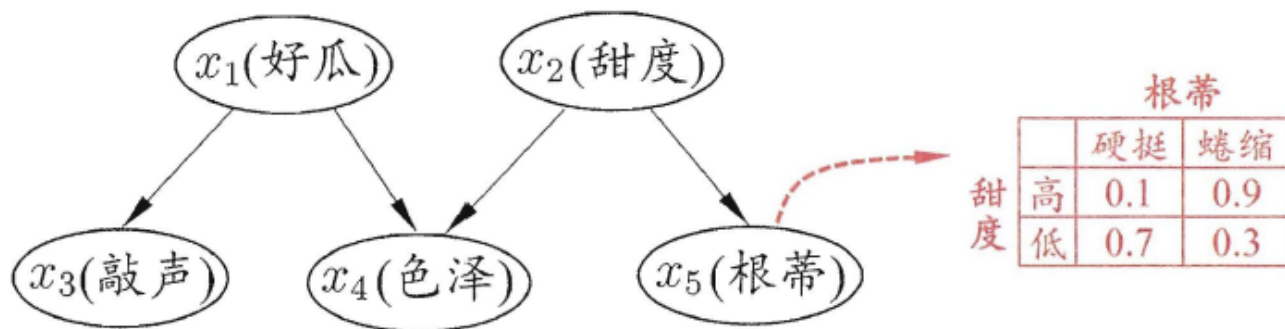 x₁(好瓜)
x₂(甜度)
x₃(敲声)
x₄(色泽)
x₅(根蒂)
根蒂
硬挺 蜷缩
甜度
高 0.1 0.9
低 0.7 0.3